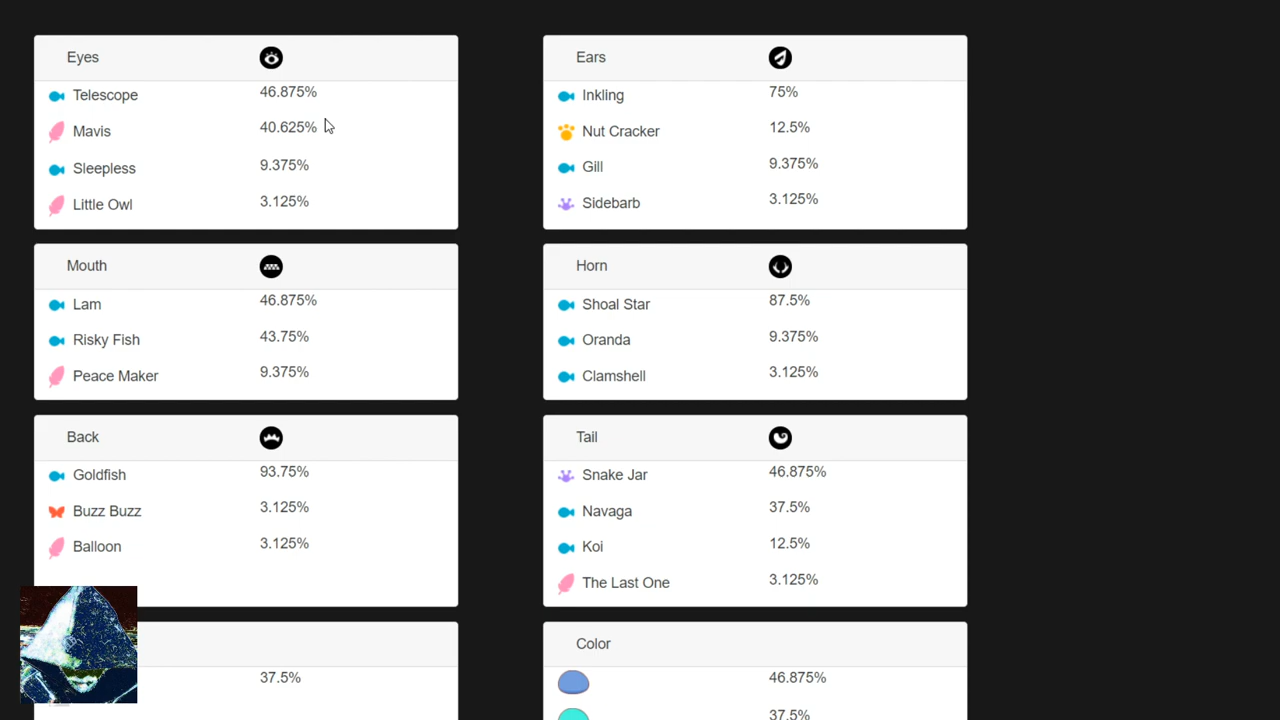 Eyes
Telescope 46.875%
Mavis 40.625%
Sleepless 9.375%
Little Owl 3.125%
Ears
Inkling 75%
Nut Cracker 12.5%
Gill 9.375%
Sidebarb 3.125%
Mouth
Lam 46.875%
Risky Fish 43.75%
Peace Maker 9.375%
Horn
Shoal Star 87.5%
Oranda 9.375%
Clamshell 3.125%
Back
Goldfish 93.75%
Buzz Buzz 3.125%
Balloon 3.125%
Tail
Snake Jar 46.875%
Navaga 37.5%
Koi 12.5%
The Last One 3.125%
37.5%
Color
46.875%
37.5%